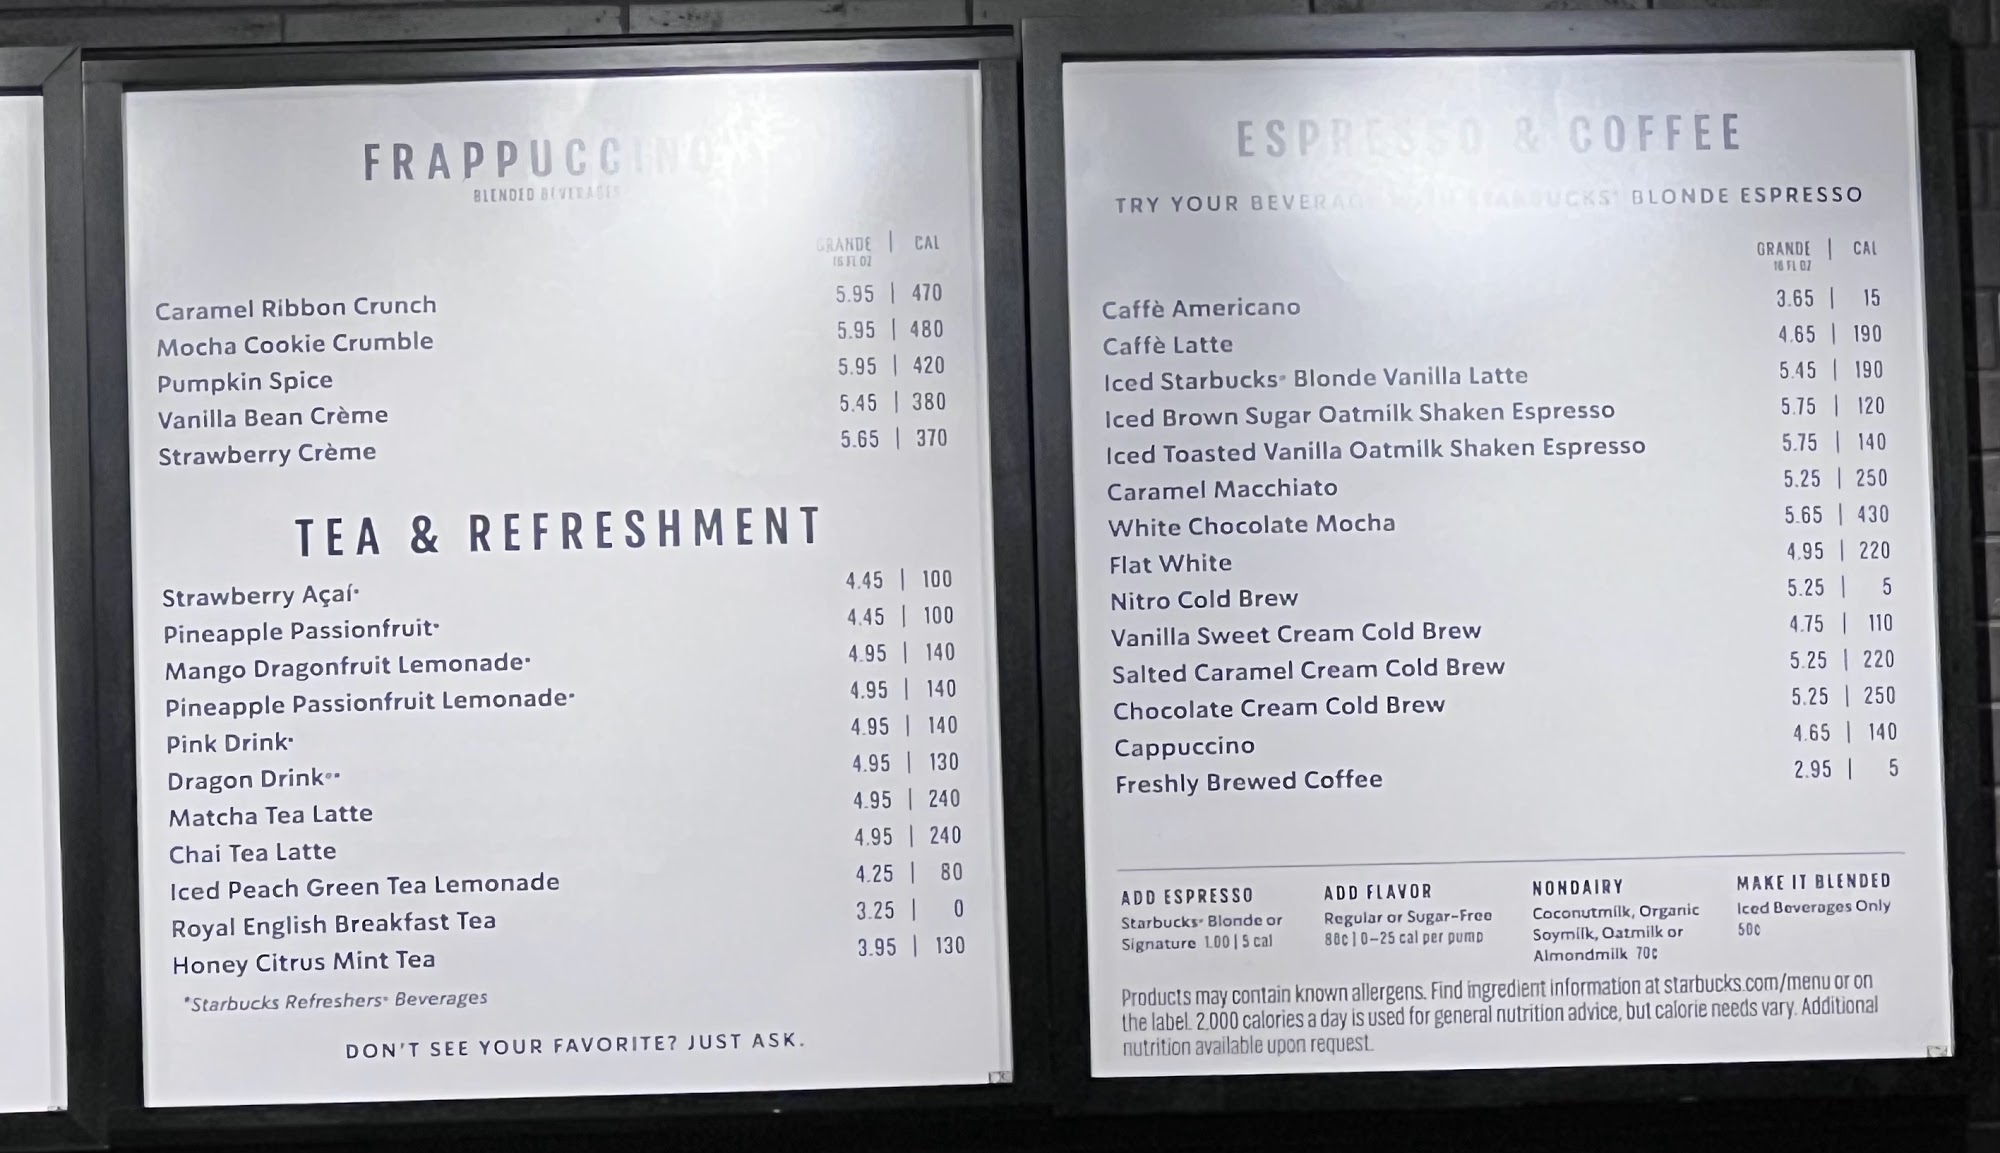 FRAPPUCCINO
BLENDED BEVERAGES
GRANDE | CAL
16 FL OZ
Caramel Ribbon Crunch 5.95 | 470
Mocha Cookie Crumble 5.95 | 480
Pumpkin Spice 5.95 | 420
Vanilla Bean Crème 5.45 | 380
Strawberry Crème 5.65 | 370
TEA & REFRESHMENT
Strawberry Açaí* 4.45 | 100
Pineapple Passionfruit* 4.45 | 100
Mango Dragonfruit Lemonade* 4.95 | 140
Pineapple Passionfruit Lemonade* 4.95 | 140
Pink Drink* 4.95 | 140
Dragon Drink®* 4.95 | 130
Matcha Tea Latte 4.95 | 240
Chai Tea Latte 4.95 | 240
Iced Peach Green Tea Lemonade 4.25 | 80
Royal English Breakfast Tea 3.25 | 0
Honey Citrus Mint Tea 3.95 | 130
*Starbucks Refreshers® Beverages
DON'T SEE YOUR FAVORITE? JUST ASK.
ESPRESSO & COFFEE
TRY YOUR BEVERAGE WITH STARBUCKS® BLONDE ESPRESSO
GRANDE | CAL
16 FL OZ
Caffè Americano 3.65 | 15
Caffè Latte 4.65 | 190
Iced Starbucks® Blonde Vanilla Latte 5.45 | 190
Iced Brown Sugar Oatmilk Shaken Espresso 5.75 | 120
Iced Toasted Vanilla Oatmilk Shaken Espresso 5.75 | 140
Caramel Macchiato 5.25 | 250
White Chocolate Mocha 5.65 | 430
Flat White 4.95 | 220
Nitro Cold Brew 5.25 | 5
Vanilla Sweet Cream Cold Brew 4.75 | 110
Salted Caramel Cream Cold Brew 5.25 | 220
Chocolate Cream Cold Brew 5.25 | 250
Cappuccino 4.65 | 140
Freshly Brewed Coffee 2.95 | 5
ADD ESPRESSO
Starbucks® Blonde or
Signature 1.00 | 5 cal
ADD FLAVOR
Regular or Sugar-Free
80¢ | 0–25 cal per pump
NONDAIRY
Coconutmilk, Organic
Soymilk, Oatmilk or
Almondmilk 70¢
MAKE IT BLENDED
Iced Beverages Only
50¢
Products may contain known allergens. Find ingredient information at starbucks.com/menu or on
the label. 2,000 calories a day is used for general nutrition advice, but calorie needs vary. Additional
nutrition available upon request.